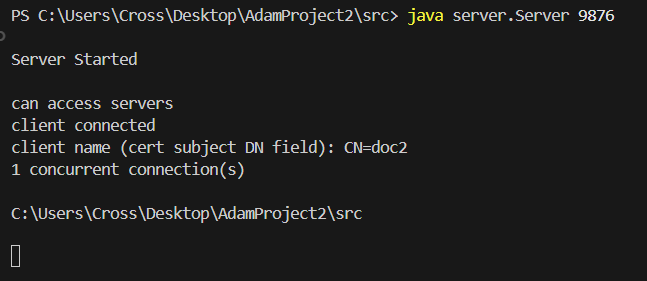 PS C:\Users\Cross\Desktop\AdamProject2\src> java server.Server 9876
Server Started
can access servers
client connected
client name (cert subject DN field): CN=doc2
1 concurrent connection(s)
C:\Users\Cross\Desktop\AdamProject2\src